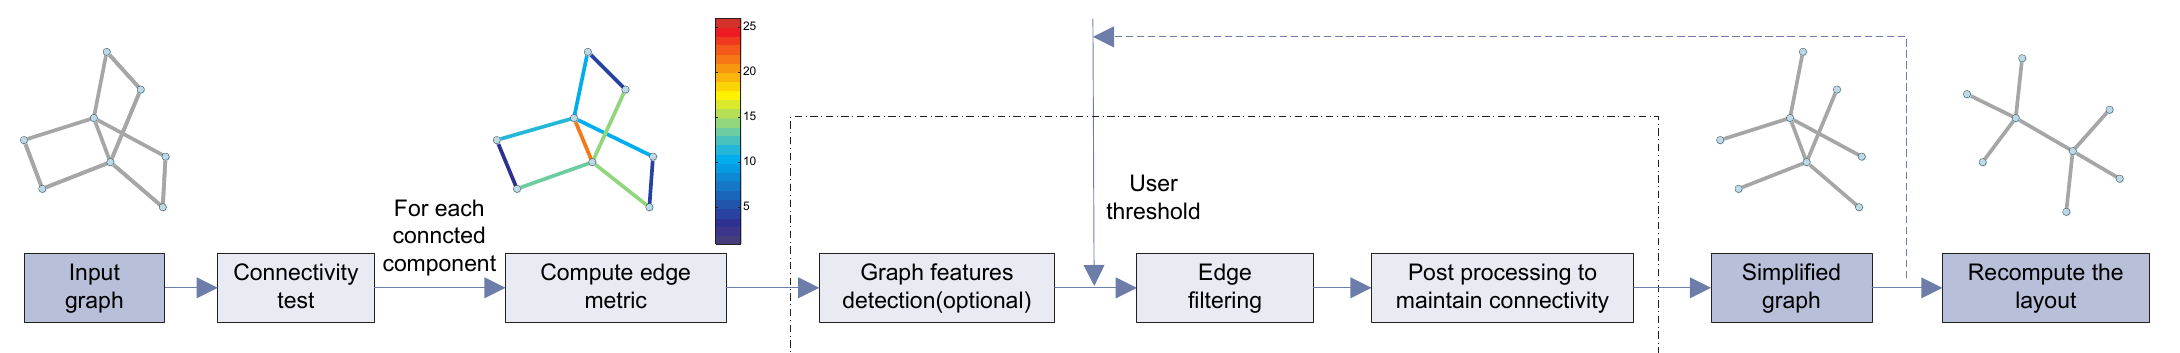 25
20
15
10
5
User
threshold
For each
conncted
component
Input
graph
Connectivity
test
Compute edge
metric
Graph features
detection(optional)
Edge
filtering
Post processing to
maintain connectivity
Simplified
graph
Recompute the
layout